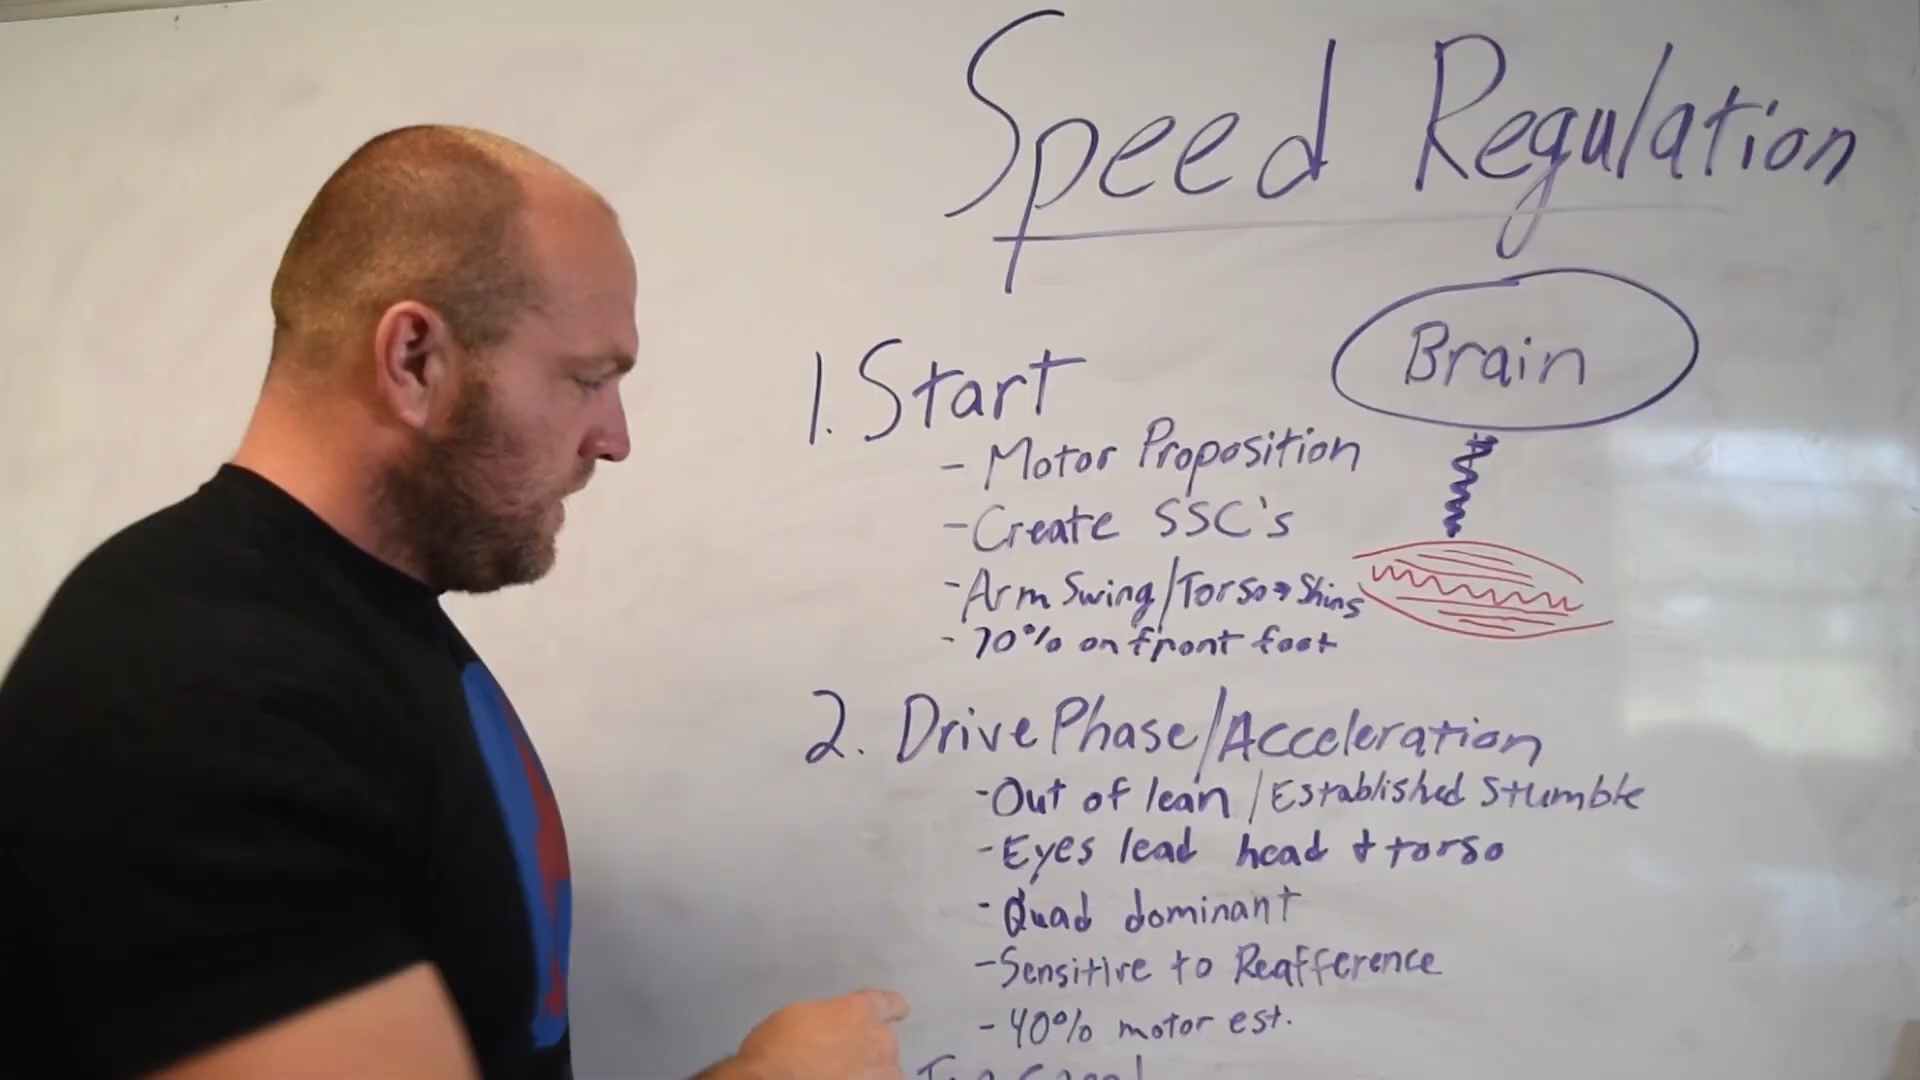 Speed Regulation
Brain
1. Start
- Motor Proposition
- Create SSC's
- Arm Swing/Torso→Shins
- 70% on front foot
2. Drive Phase/Acceleration
- Out of lean / Established Stumble
- Eyes lead head + torso
- Quad dominant
- Sensitive to Reafference
- 40% motor est.